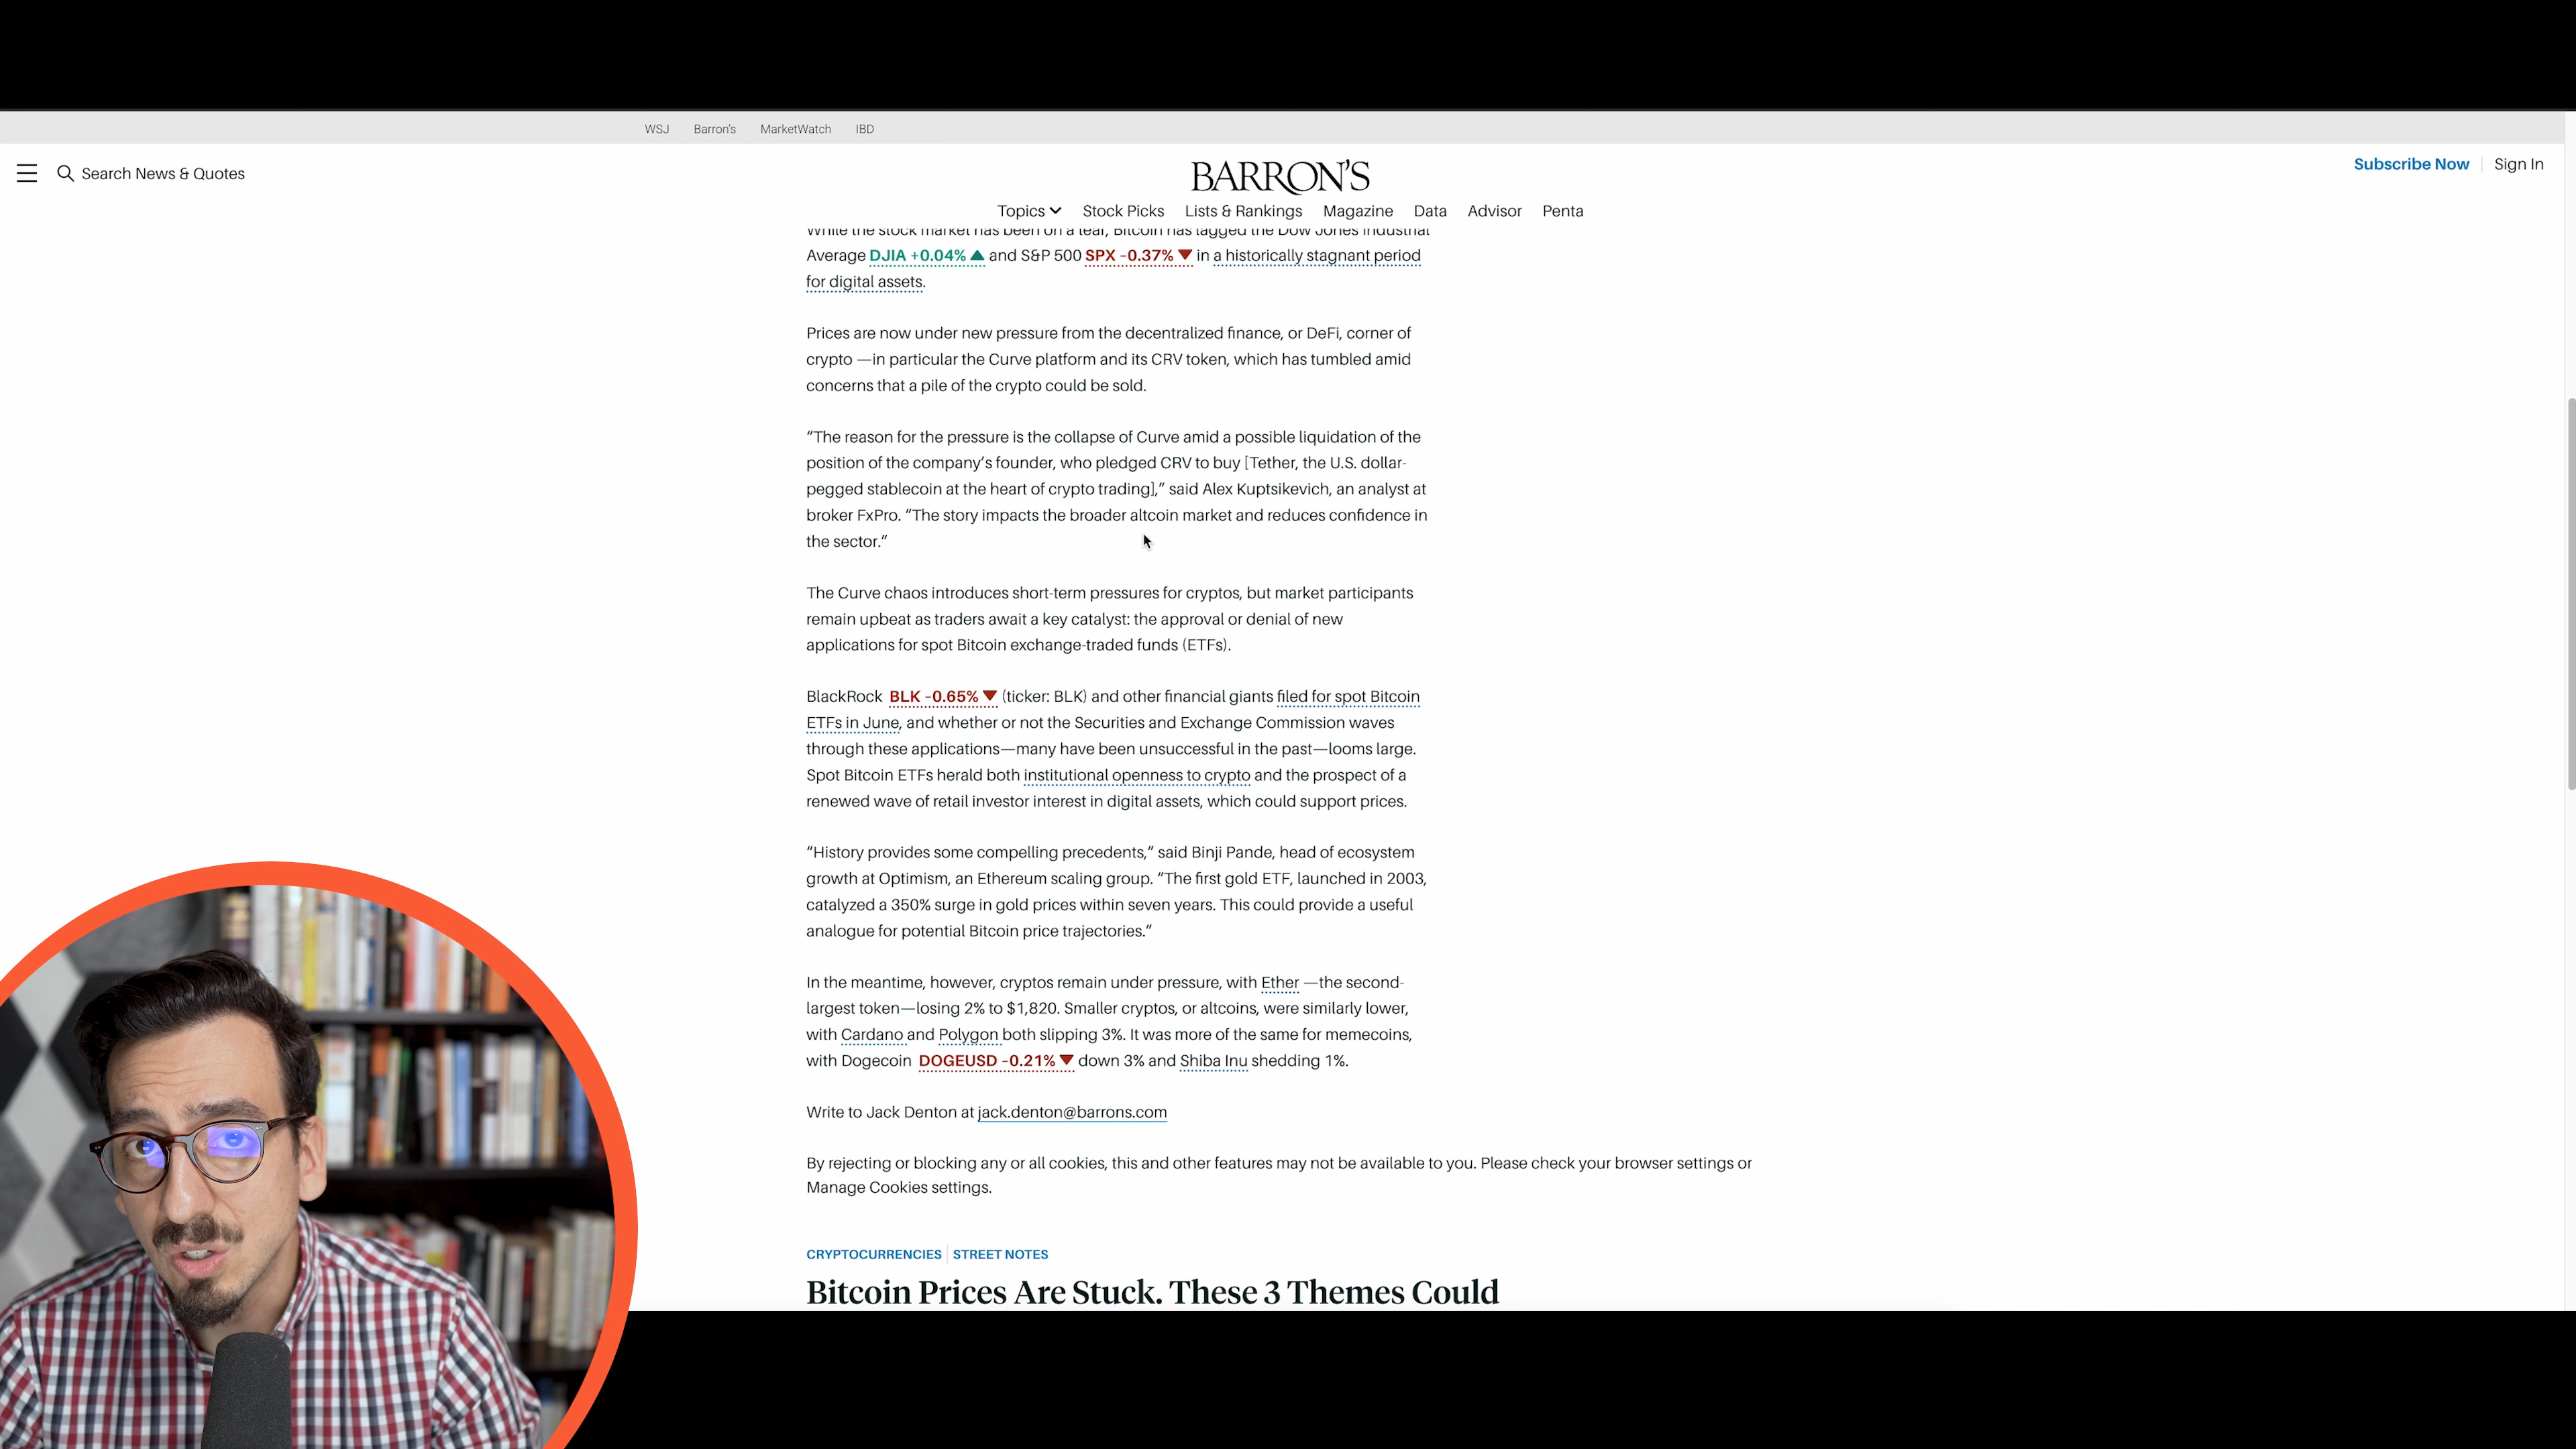 WSJ Barron's MarketWatch IBD
Search News & Quotes
BARRON'S
Subscribe Now Sign In
Topics Stock Picks Lists & Rankings Magazine Data Advisor Penta
While the stock market has been on a tear, Bitcoin has lagged the Dow Jones Industrial
Average DJIA +0.04% ▲ and S&P 500 SPX -0.37% ▼ in a historically stagnant period
for digital assets.
Prices are now under new pressure from the decentralized finance, or DeFi, corner of
crypto —in particular the Curve platform and its CRV token, which has tumbled amid
concerns that a pile of the crypto could be sold.
“The reason for the pressure is the collapse of Curve amid a possible liquidation of the
position of the company’s founder, who pledged CRV to buy [Tether, the U.S. dollar-
pegged stablecoin at the heart of crypto trading],” said Alex Kuptsikevich, an analyst at
broker FxPro. “The story impacts the broader altcoin market and reduces confidence in
the sector.”
The Curve chaos introduces short-term pressures for cryptos, but market participants
remain upbeat as traders await a key catalyst: the approval or denial of new
applications for spot Bitcoin exchange-traded funds (ETFs).
BlackRock BLK -0.65% ▼ (ticker: BLK) and other financial giants filed for spot Bitcoin
ETFs in June, and whether or not the Securities and Exchange Commission waves
through these applications—many have been unsuccessful in the past—looms large.
Spot Bitcoin ETFs herald both institutional openness to crypto and the prospect of a
renewed wave of retail investor interest in digital assets, which could support prices.
“History provides some compelling precedents,” said Binji Pande, head of ecosystem
growth at Optimism, an Ethereum scaling group. “The first gold ETF, launched in 2003,
catalyzed a 350% surge in gold prices within seven years. This could provide a useful
analogue for potential Bitcoin price trajectories.”
In the meantime, however, cryptos remain under pressure, with Ether —the second-
largest token—losing 2% to $1,820. Smaller cryptos, or altcoins, were similarly lower,
with Cardano and Polygon both slipping 3%. It was more of the same for memecoins,
with Dogecoin DOGEUSD -0.21% ▼ down 3% and Shiba Inu shedding 1%.
Write to Jack Denton at jack.denton@barrons.com
By rejecting or blocking any or all cookies, this and other features may not be available to you. Please check your browser settings or
Manage Cookies settings.
CRYPTOCURRENCIES STREET NOTES
Bitcoin Prices Are Stuck. These 3 Themes Could